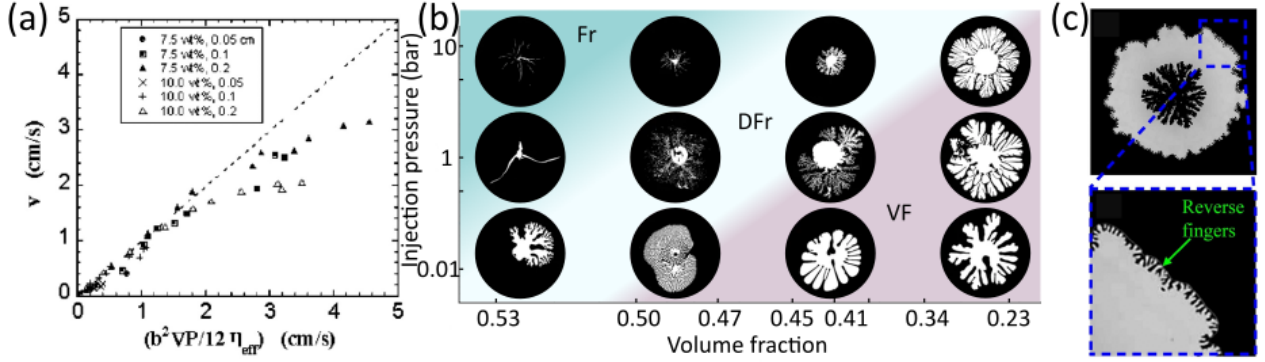 (a)
5
4
3
2
1
0
v (cm/s)
7.5 wt%, 0.05 cm
7.5 wt%, 0.1
7.5 wt%, 0.2
10.0 wt%, 0.05
10.0 wt%, 0.1
10.0 wt%, 0.2
0 1 2 3 4 5
(b² ∇P/12 η_eff) (cm/s)
(b)
Injection pressure (bar)
10
1
0.01
Fr
DFr
VF
0.53 0.50 0.47 0.45 0.41 0.34 0.23
Volume fraction
(c)
Reverse
fingers